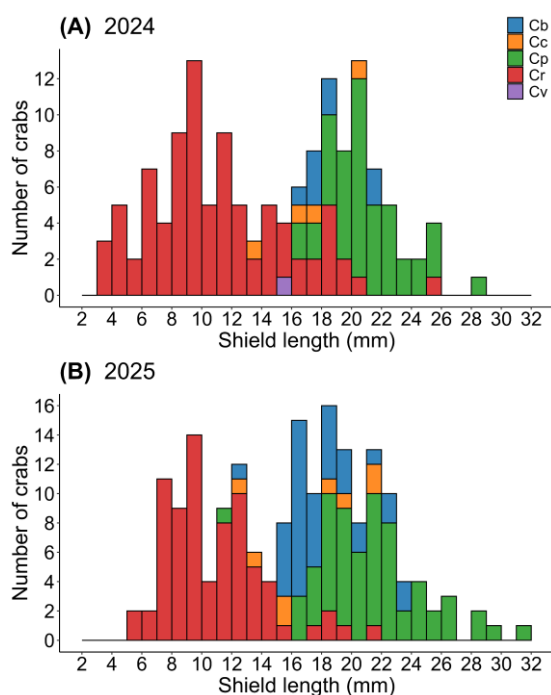 (A) 2024
Cb
Cc
Cp
Cr
Cv
Number of crabs
12
10
8
6
4
2
0
2 4 6 8 10 12 14 16 18 20 22 24 26 28 30 32
Shield length (mm)
(B) 2025
Number of crabs
16
14
12
10
8
6
4
2
0
2 4 6 8 10 12 14 16 18 20 22 24 26 28 30 32
Shield length (mm)